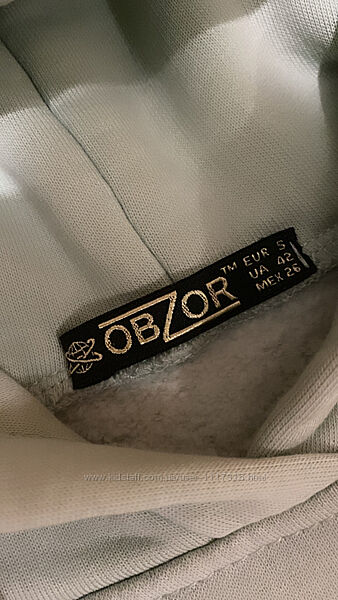 OBZOR™
EUR S
UA 42
MEX 26